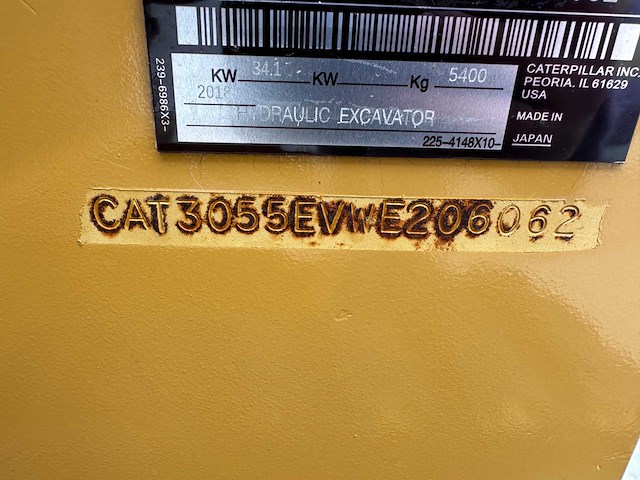 KW 34.1 KW Kg 5400
2018
HYDRAULIC EXCAVATOR
225-4148X10-
239-6986X3-
CATERPILLAR INC.
PEORIA. IL 61629
USA
MADE IN
JAPAN
CAT3055EVWE206062